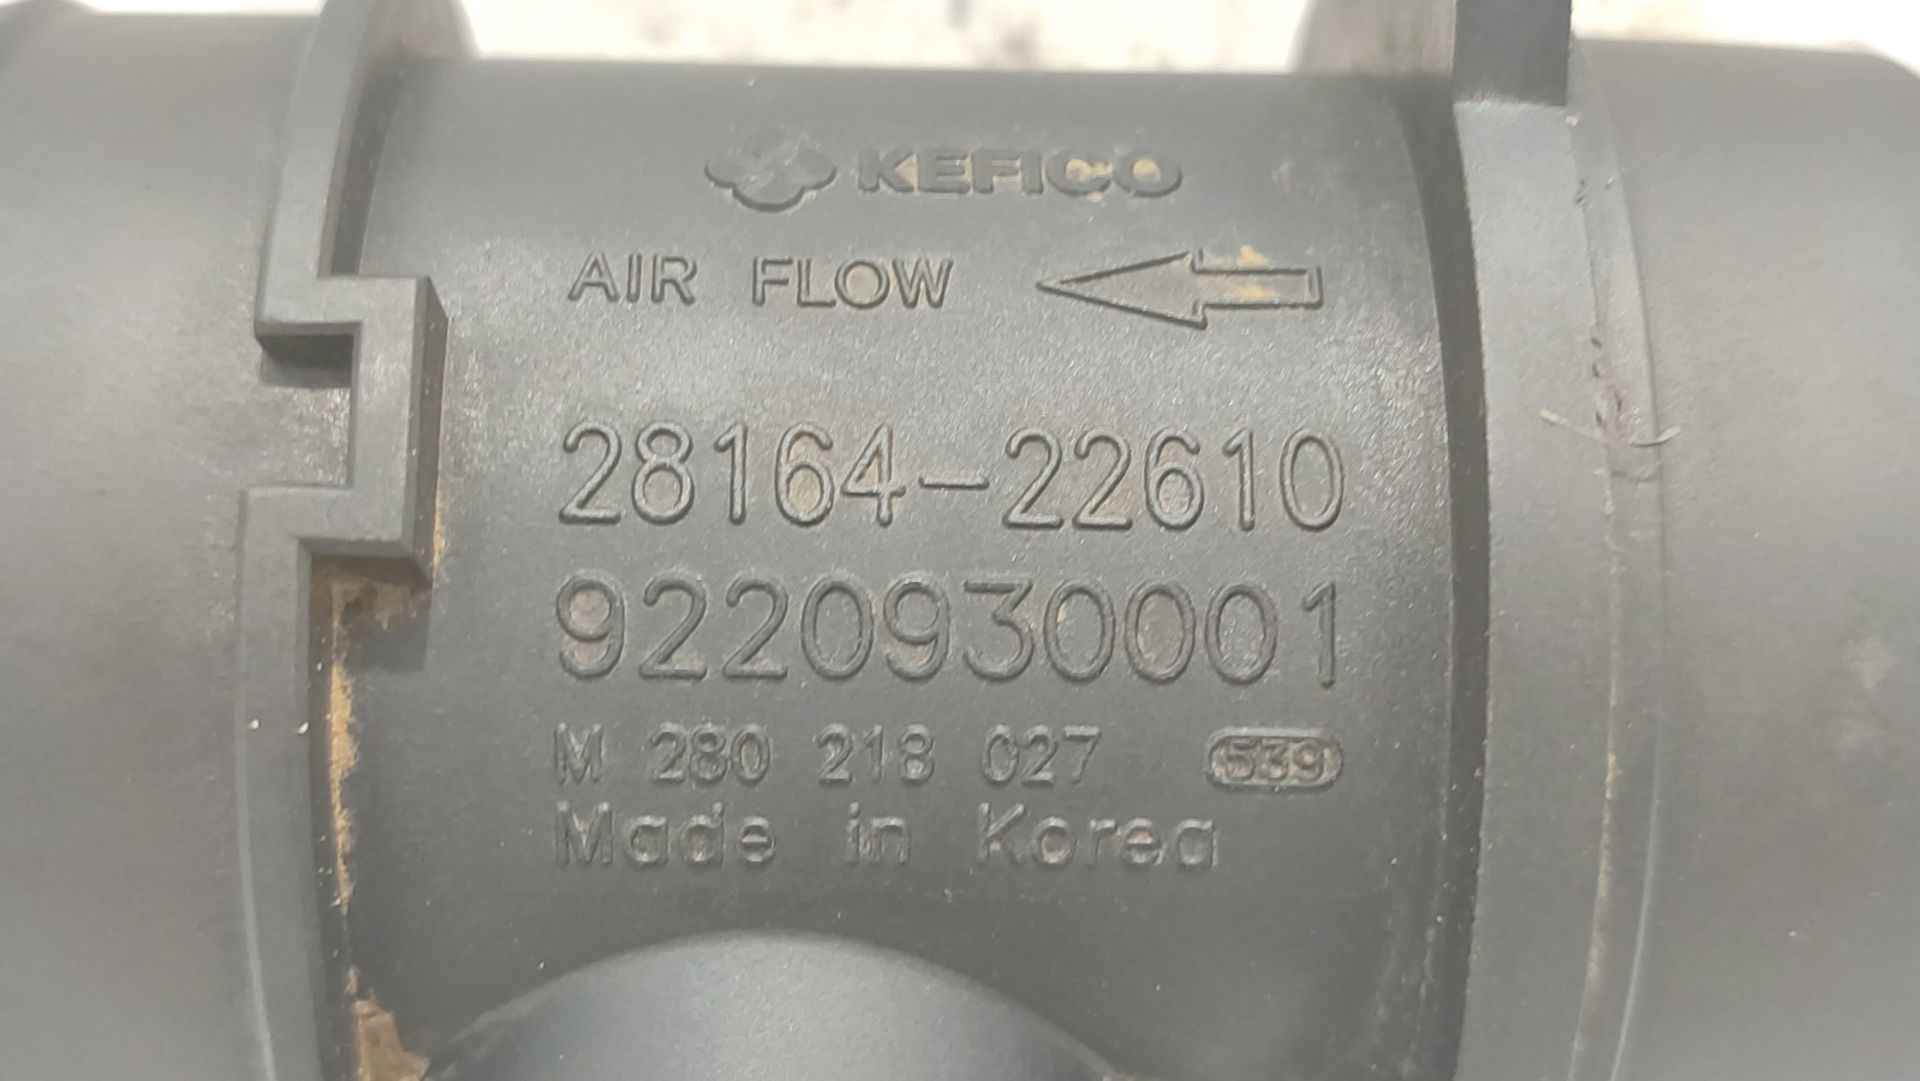 KEFICO
AIR FLOW
28164-22610
9220930001
M 280 218 027 539
Made in Korea